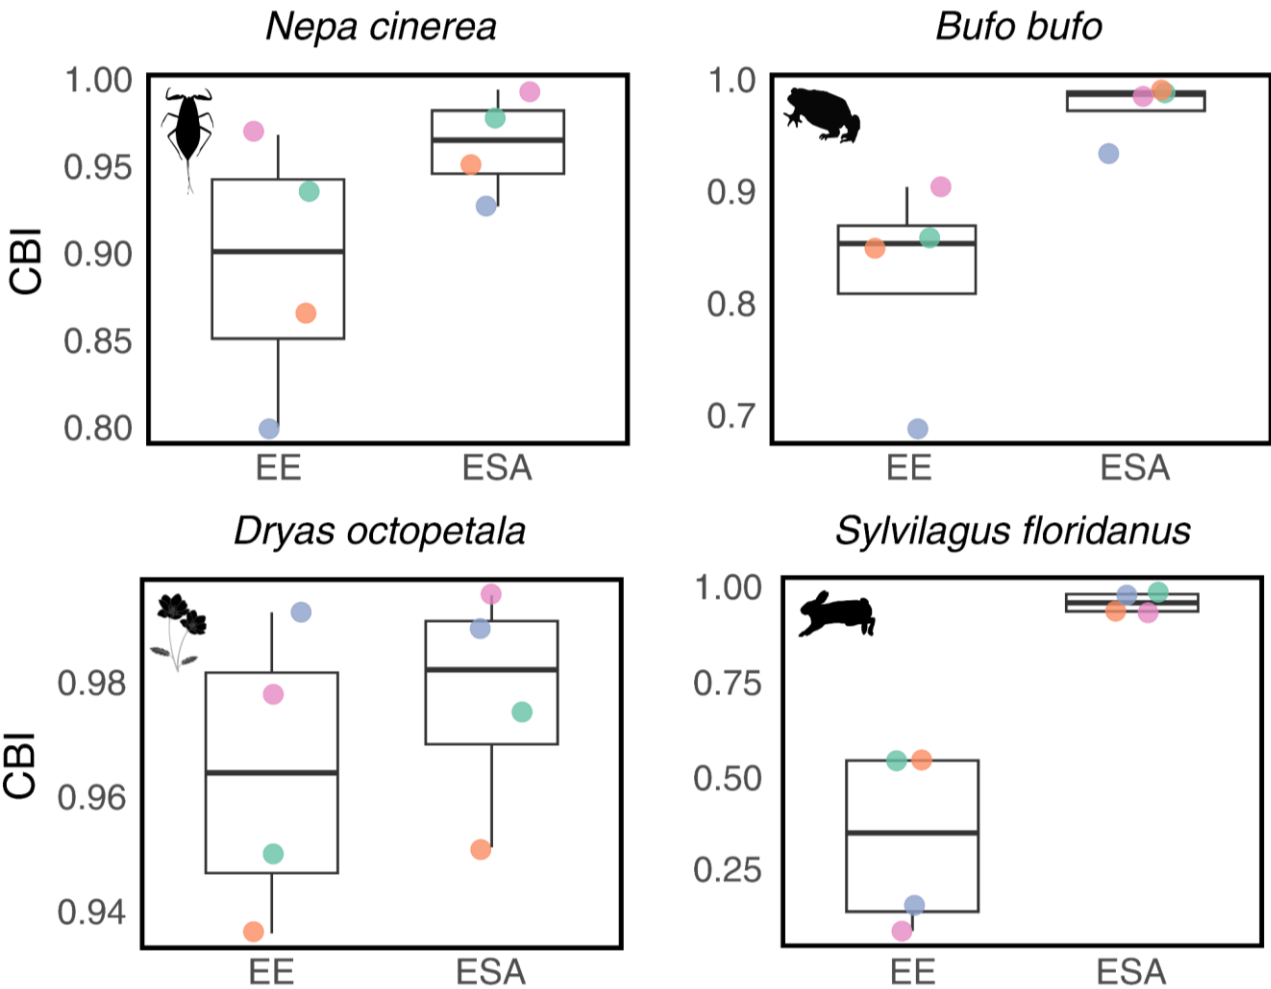 Nepa cinerea
Bufo bufo
CBI
1.00
0.95
0.90
0.85
0.80
EE
ESA
1.0
0.9
0.8
0.7
EE
ESA
Dryas octopetala
Sylvilagus floridanus
CBI
0.98
0.96
0.94
EE
ESA
1.00
0.75
0.50
0.25
EE
ESA